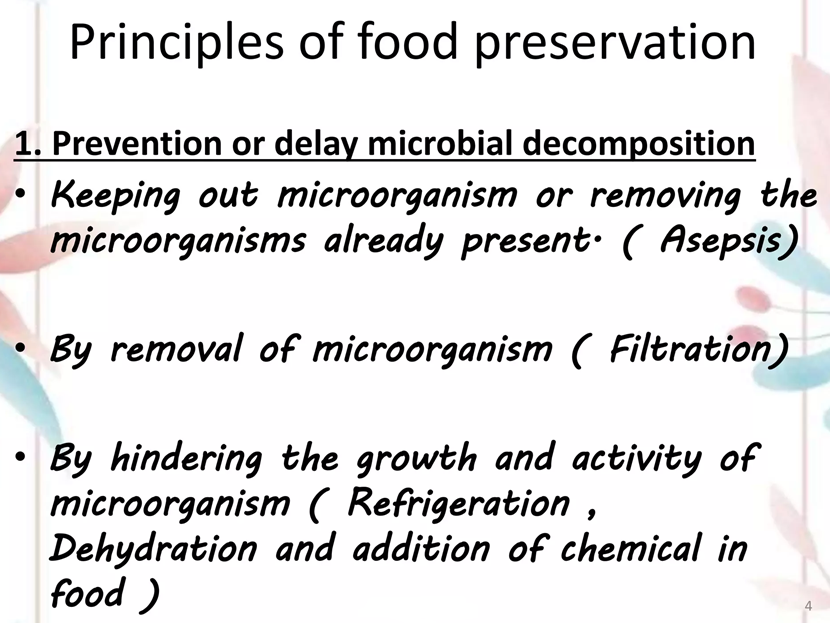 Principles of food preservation
1. Prevention or delay microbial decomposition
• Keeping out microorganism or removing the
microorganisms already present. ( Asepsis)
• By removal of microorganism ( Filtration)
• By hindering the growth and activity of
microorganism ( Refrigeration ,
Dehydration and addition of chemical in
food )
4